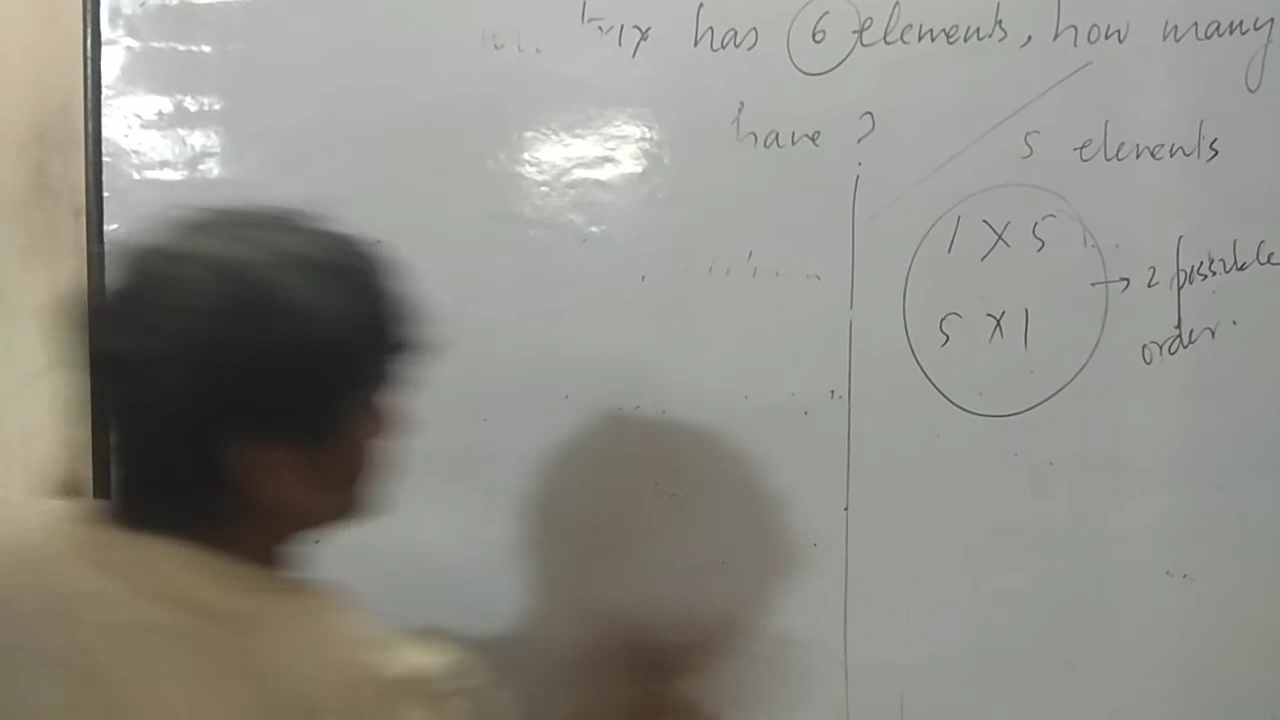 has 6 elements, how many
have ?
5 elements
1 X 5
5 X 1
→ 2 possible
order.